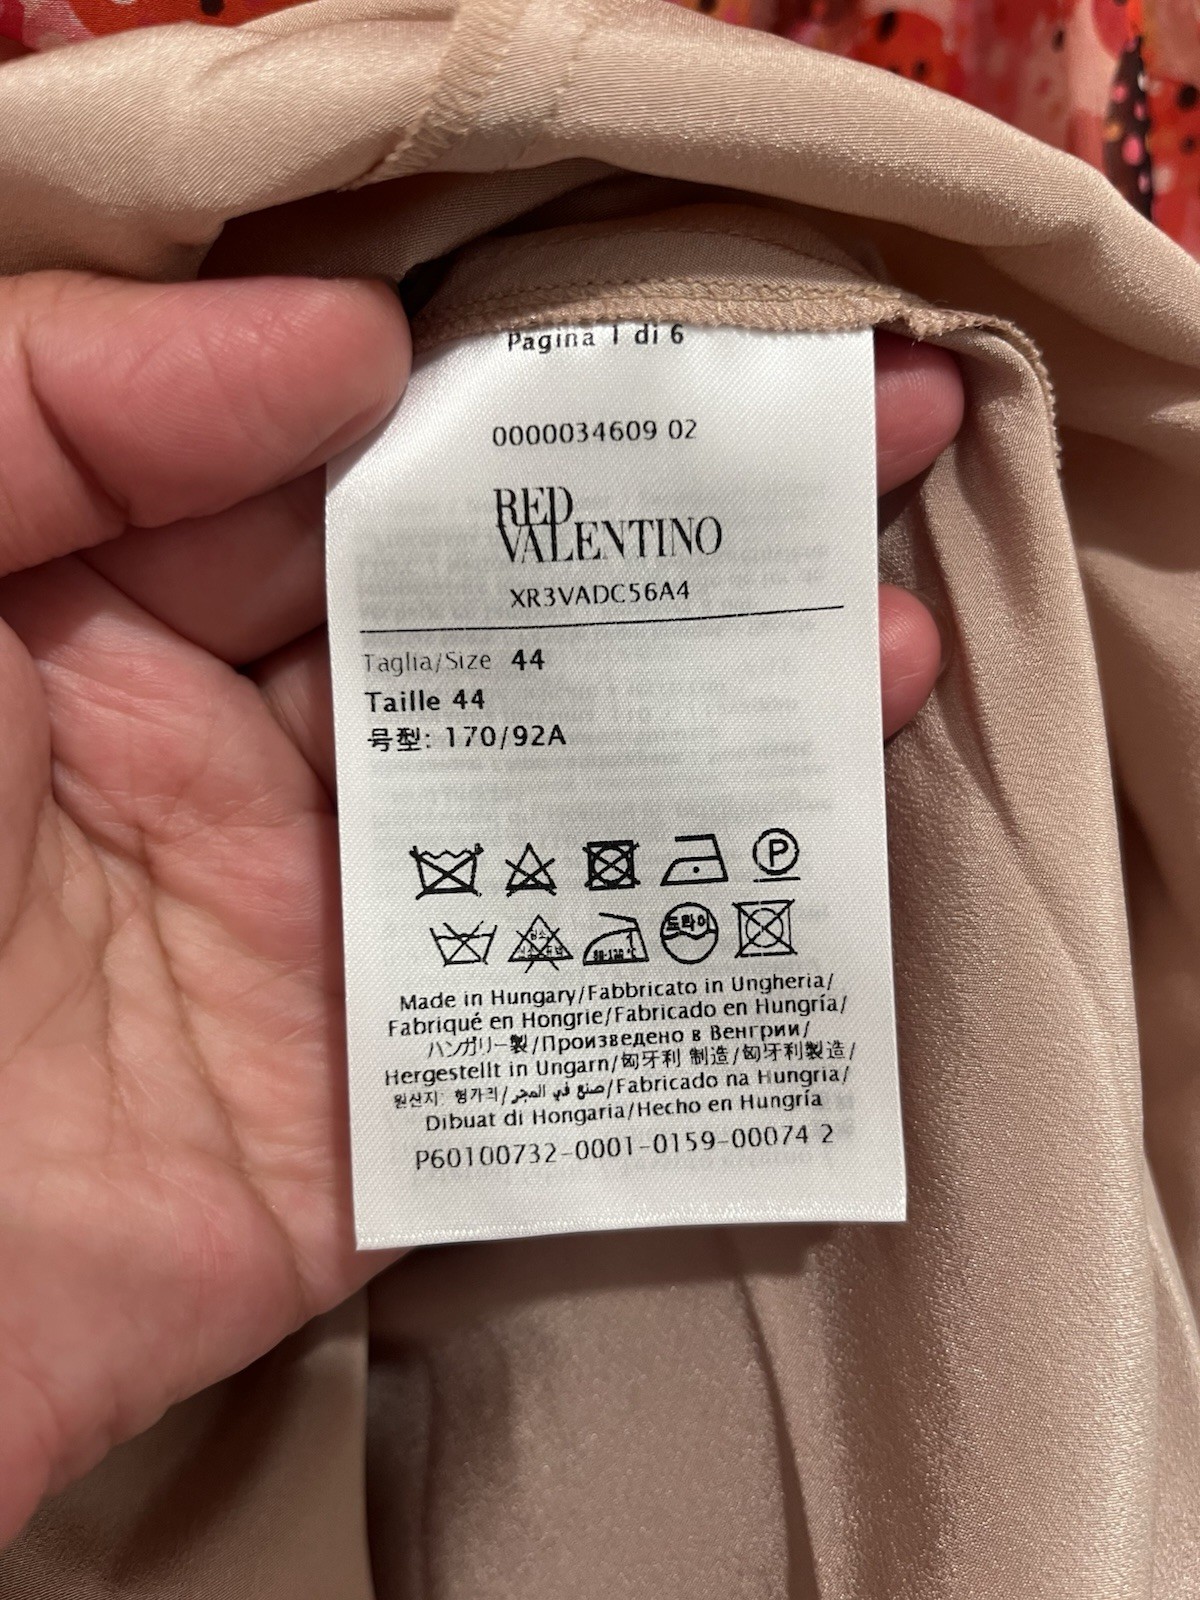 Pagina 1 di 6
0000034609 02
RED
VALENTINO
XR3VADC56A4
Taglia/Size 44
Taille 44
号型: 170/92A
P
드라이
Made in Hungary/Fabbricato in Ungheria/
Fabriqué en Hongrie/Fabricado en Hungría/
ハンガリー製/Произведено в Венгрии/
Hergestellt in Ungarn/匈牙利 制造/匈牙利製造/
원산지: 헝가리/صنع في المجر/Fabricado na Hungria/
Dibuat di Hongaria/Hecho en Hungría
P60100732-0001-0159-00074 2